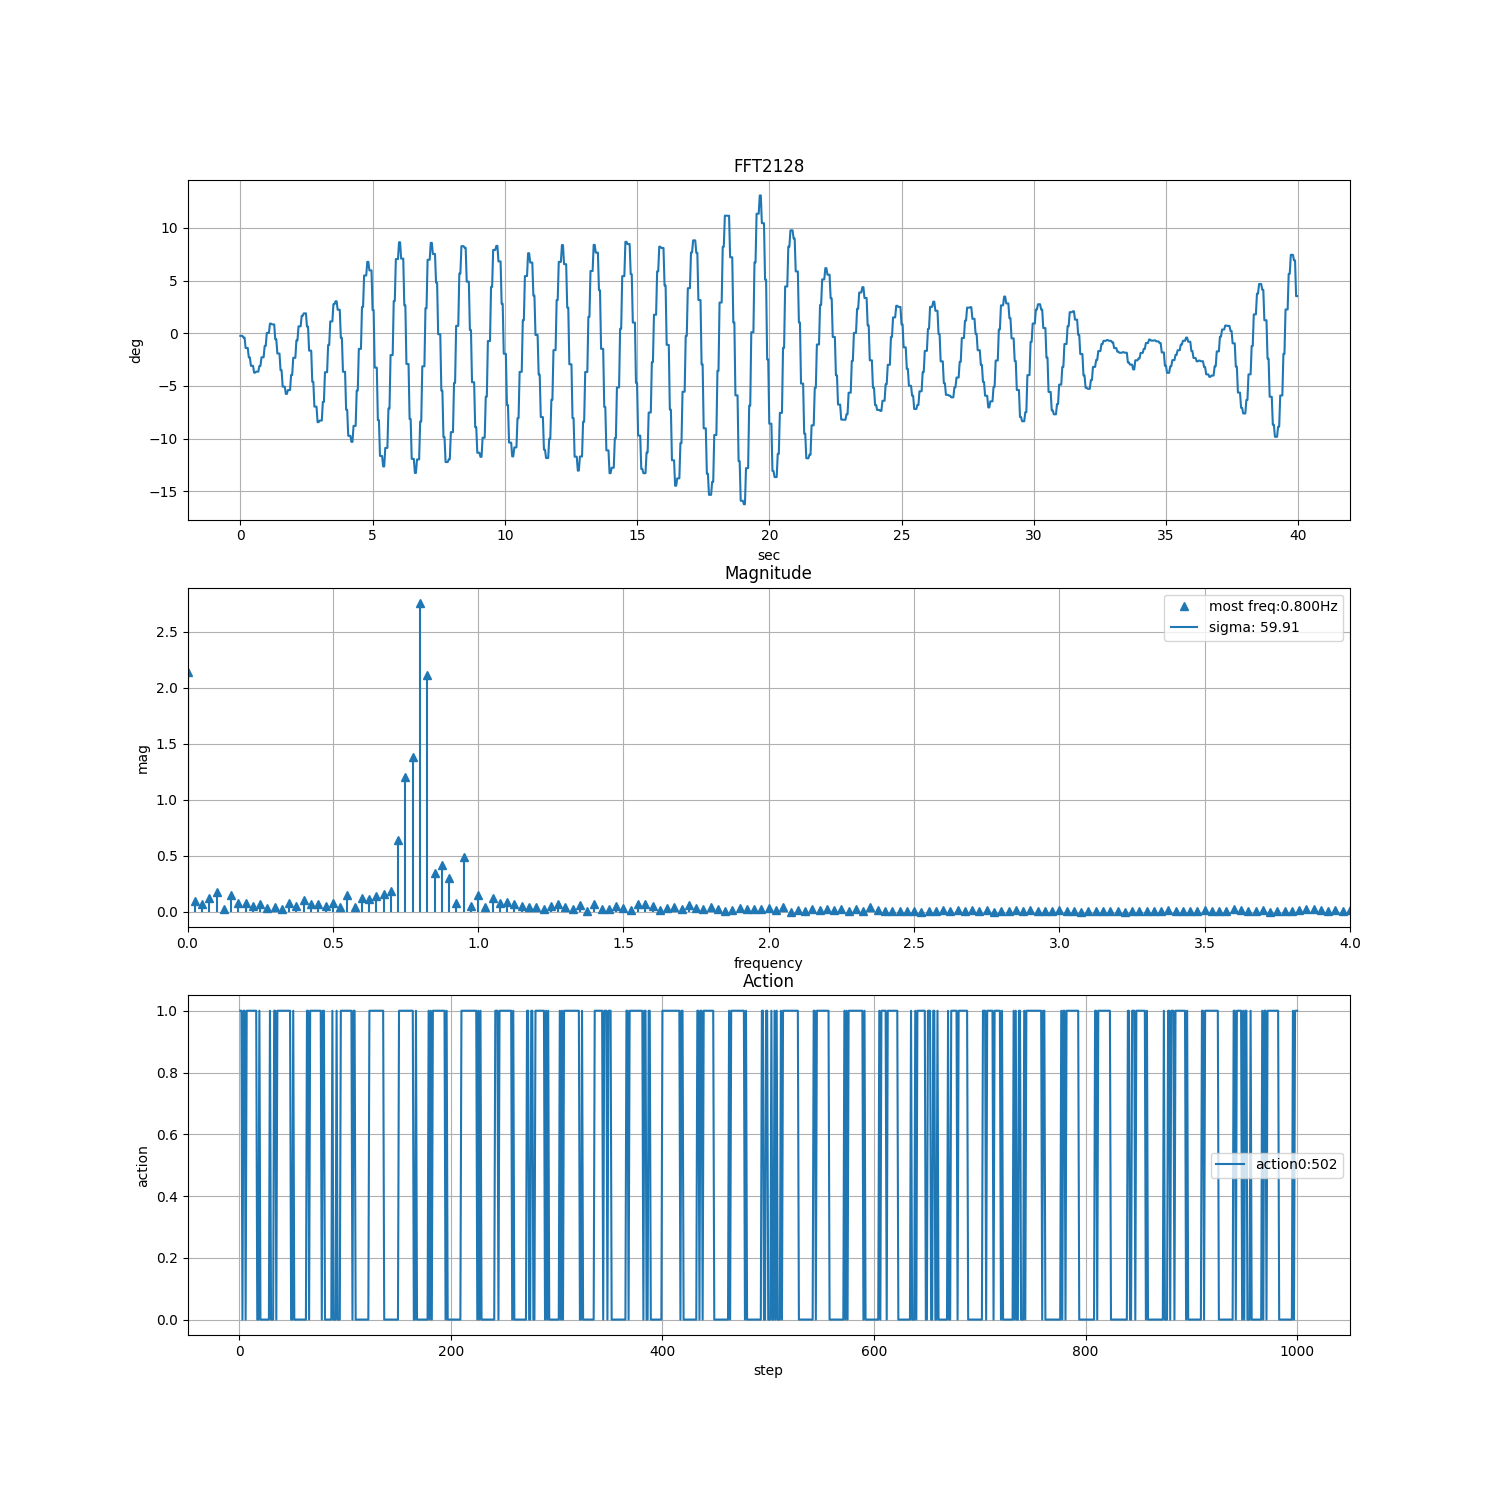 FFT2128
10
5
0
−5
−10
−15
deg
0 5 10 15 20 25 30 35 40
sec
Magnitude
most freq:0.800Hz
sigma: 59.91
2.5
2.0
1.5
1.0
0.5
0.0
mag
0.0 0.5 1.0 1.5 2.0 2.5 3.0 3.5 4.0
frequency
Action
1.0
0.8
0.6
0.4
0.2
0.0
action
action0:502
0 200 400 600 800 1000
step